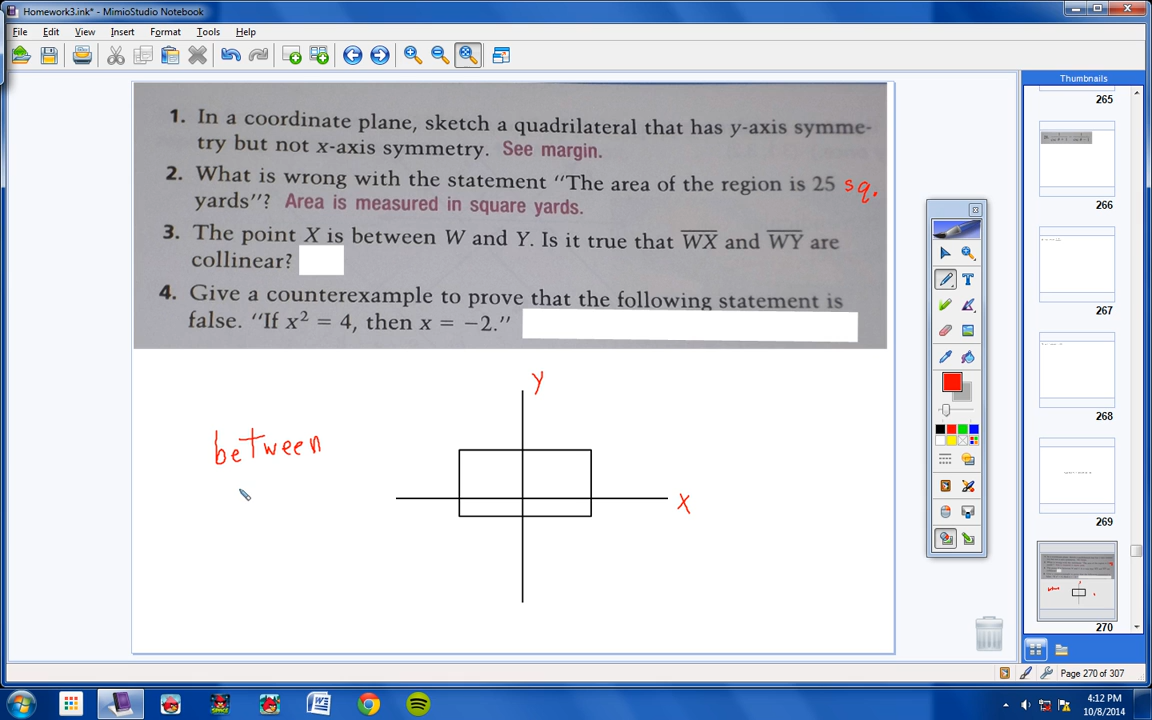 Homework3.ink* - MimioStudio Notebook
File Edit View Insert Format Tools Help
1. In a coordinate plane, sketch a quadrilateral that has y-axis symme-
try but not x-axis symmetry. See margin.
2. What is wrong with the statement "The area of the region is 25 sq.
yards"? Area is measured in square yards.
3. The point X is between W and Y. Is it true that WX and WY are
collinear?
4. Give a counterexample to prove that the following statement is
false. "If x² = 4, then x = −2."
y
between
x
Thumbnails
265
266
267
268
269
270
Page 270 of 307
4:12 PM
10/8/2014